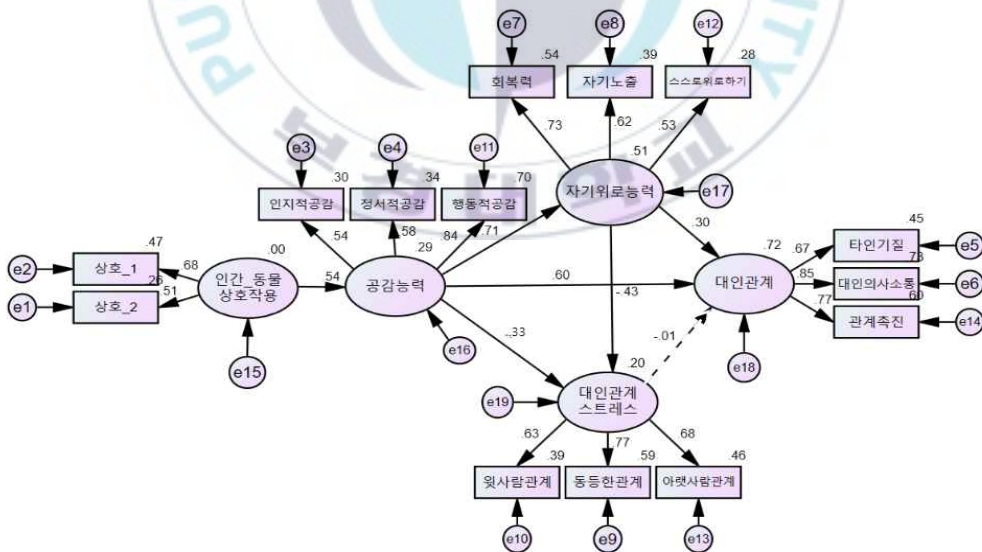 e7
e8
e12
.54
.39
.28
회복력
자기노출
스스로위로하기
.73
.62
.53
.51
자기위로능력
e17
e3
e4
e11
.30
.34
.70
인지적공감
정서적공감
행동적공감
.54
.58
.84
.71
.29
.30
.47
.00
.72
.67
.45
e2
상호_1
.68
인간_동물
상호작용
.54
공감능력
.60
대인관계
타인기질
e5
.26
.51
e1
상호_2
.85
.73
대인의사소통
e6
.77
.60
관계촉진
e14
-.43
-.33
-.01
e15
e16
e18
.20
e19
대인관계
스트레스
.63
.77
.68
.39
.59
.46
윗사람관계
동등한관계
아랫사람관계
e10
e9
e13